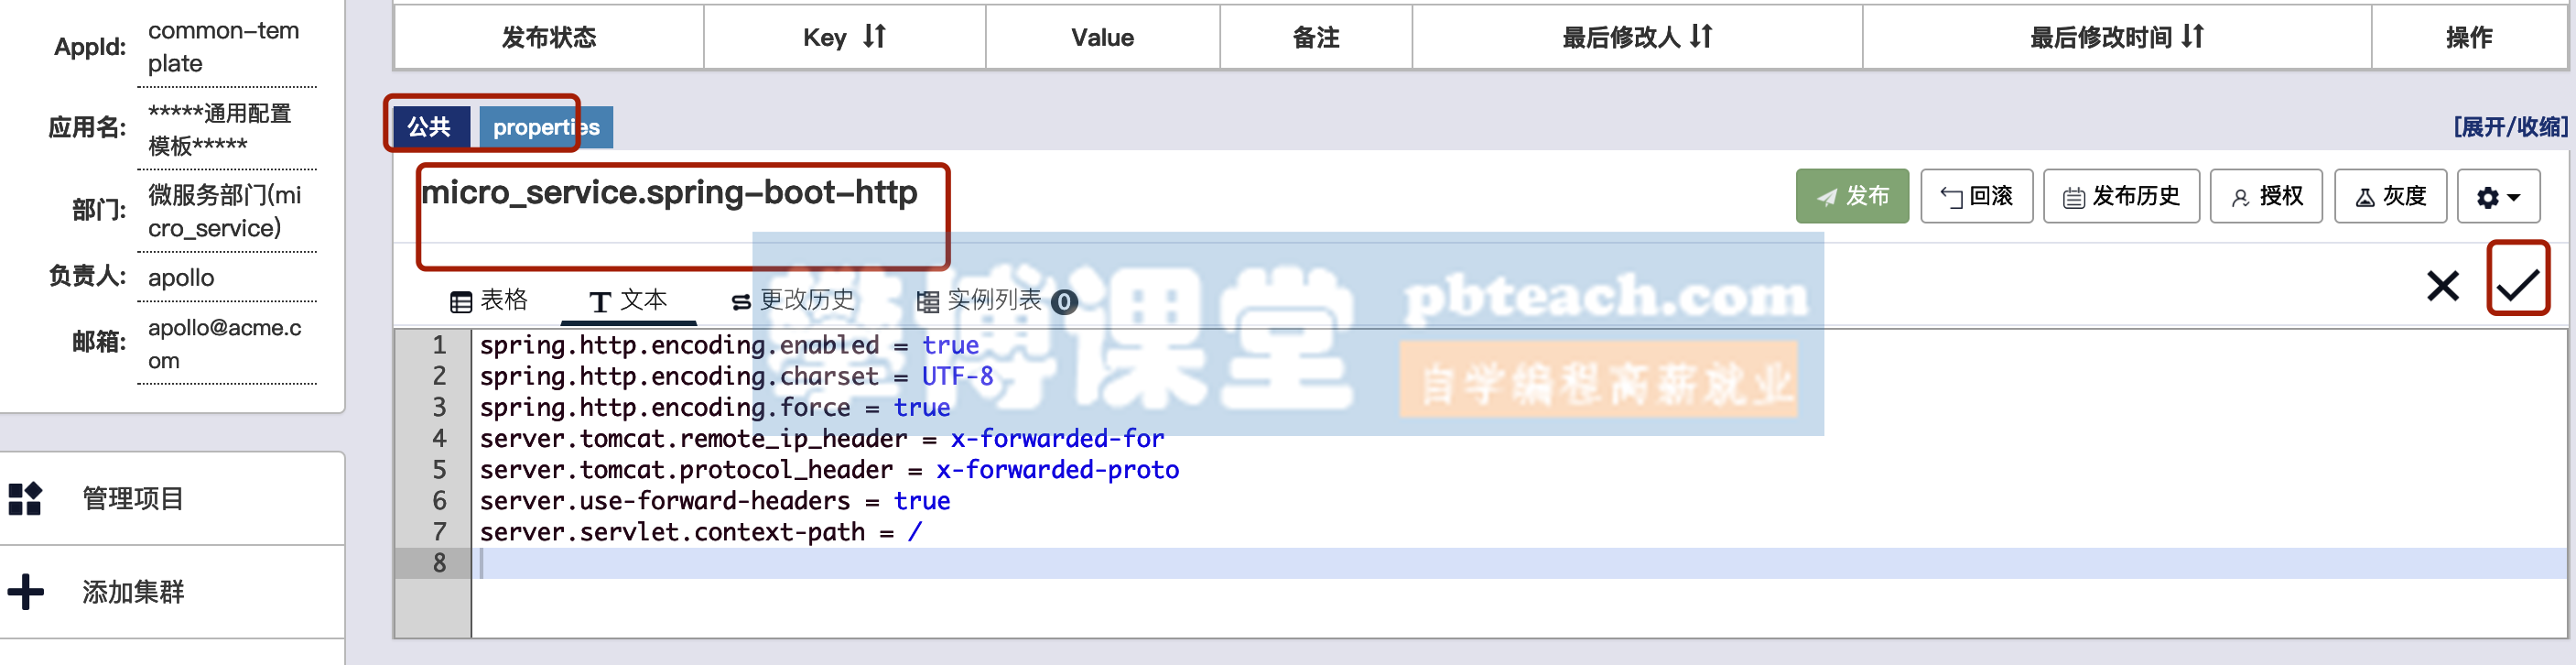 AppId:
common-tem
plate
应用名:
*****通用配置
模板*****
部门:
微服务部门(mi
cro_service)
负责人:
apollo
邮箱:
apollo@acme.c
om
管理项目
添加集群
发布状态 Key Value 备注 最后修改人 最后修改时间 操作
公共 properties [展开/收缩]
micro_service.spring-boot-http
发布 回滚 发布历史 授权 灰度
表格 文本 更改历史 实例列表 0
1 spring.http.encoding.enabled = true
2 spring.http.encoding.charset = UTF-8
3 spring.http.encoding.force = true
4 server.tomcat.remote_ip_header = x-forwarded-for
5 server.tomcat.protocol_header = x-forwarded-proto
6 server.use-forward-headers = true
7 server.servlet.context-path = /
8
博课堂
pbteach.com
自学编程高薪就业